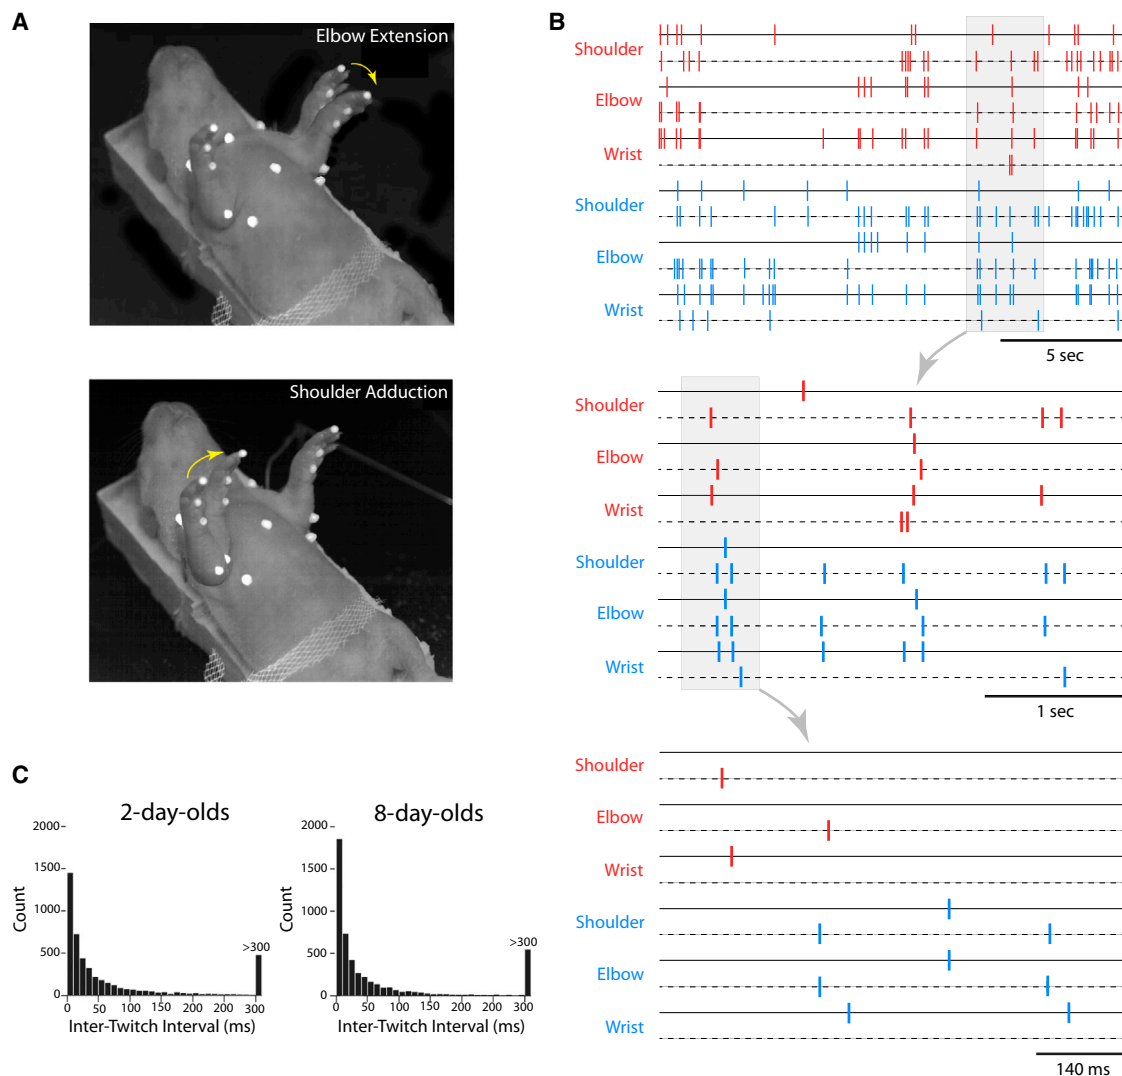 A
Elbow Extension
Shoulder Adduction
B
Shoulder
Elbow
Wrist
Shoulder
Elbow
Wrist
5 sec
Shoulder
Elbow
Wrist
Shoulder
Elbow
Wrist
1 sec
Shoulder
Elbow
Wrist
Shoulder
Elbow
Wrist
140 ms
C
2-day-olds
2000
1500
1000
500
0
Count
>300
0 50 100 150 200 250 300
Inter-Twitch Interval (ms)
8-day-olds
2000
1500
1000
500
0
Count
>300
0 50 100 150 200 250 300
Inter-Twitch Interval (ms)